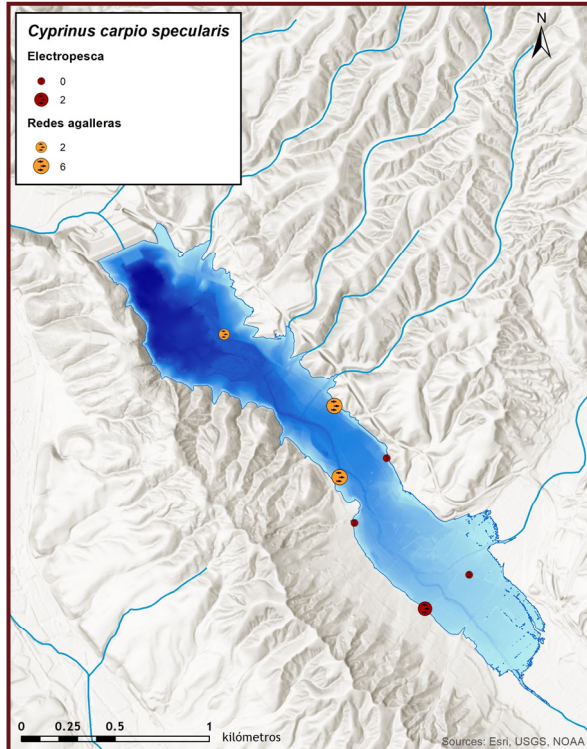 Cyprinus carpio specularis
Electropesca
0
2
Redes agalleras
2
6
N
0 0.25 0.5 1 kilómetros
Sources: Esri, USGS, NOAA